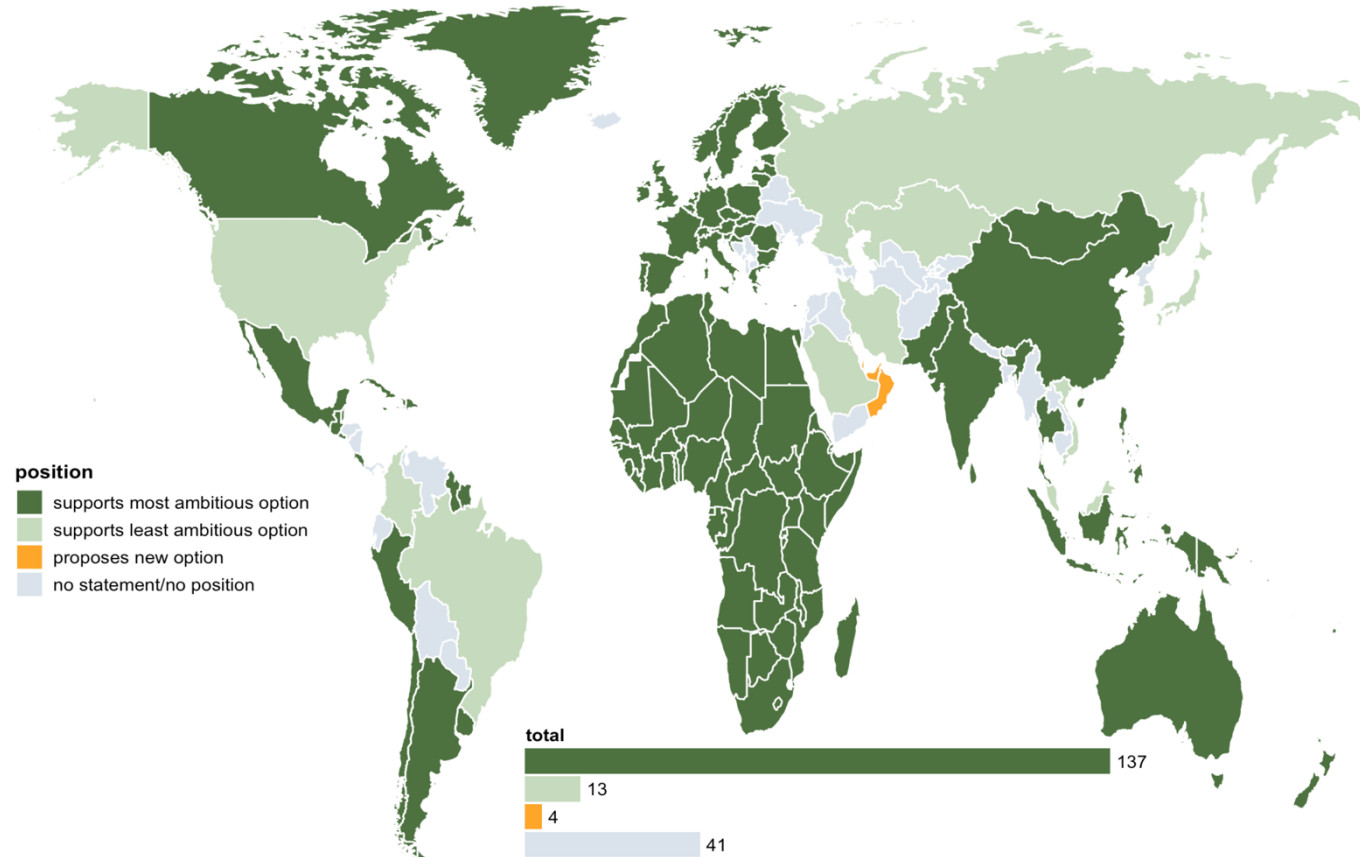 position
supports most ambitious option
supports least ambitious option
proposes new option
no statement/no position
total
137
13
4
41